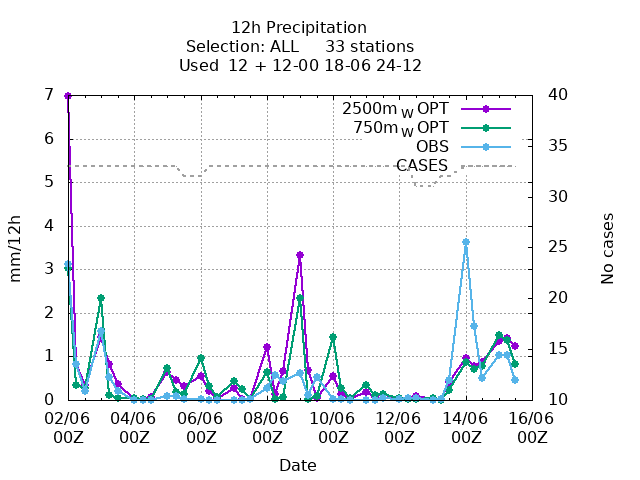 12h Precipitation
Selection: ALL 33 stations
Used 12 + 12-00 18-06 24-12
7 40
2500m W OPT
750m W OPT
OBS
CASES
6 35
5 30
4 25
3 20
2 15
1
0 10
mm/12h
No cases
02/06 04/06 06/06 08/06 10/06 12/06 14/06 16/06
00Z 00Z 00Z 00Z 00Z 00Z 00Z 00Z
Date